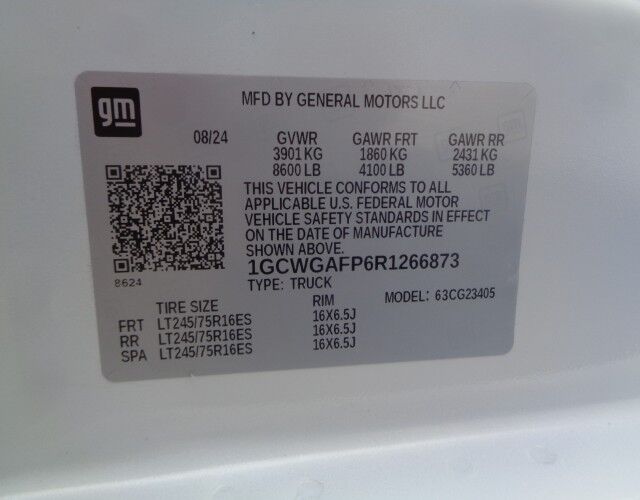 gm
MFD BY GENERAL MOTORS LLC
08/24 GVWR GAWR FRT GAWR RR
3901 KG 1860 KG 2431 KG
8600 LB 4100 LB 5360 LB
THIS VEHICLE CONFORMS TO ALL
APPLICABLE U.S. FEDERAL MOTOR
VEHICLE SAFETY STANDARDS IN EFFECT
ON THE DATE OF MANUFACTURE
SHOWN ABOVE.
8624
1GCWGAFP6R1266873
TYPE: TRUCK MODEL: 63CG23405
TIRE SIZE RIM
FRT LT245/75R16ES 16X6.5J
RR LT245/75R16ES 16X6.5J
SPA LT245/75R16ES 16X6.5J